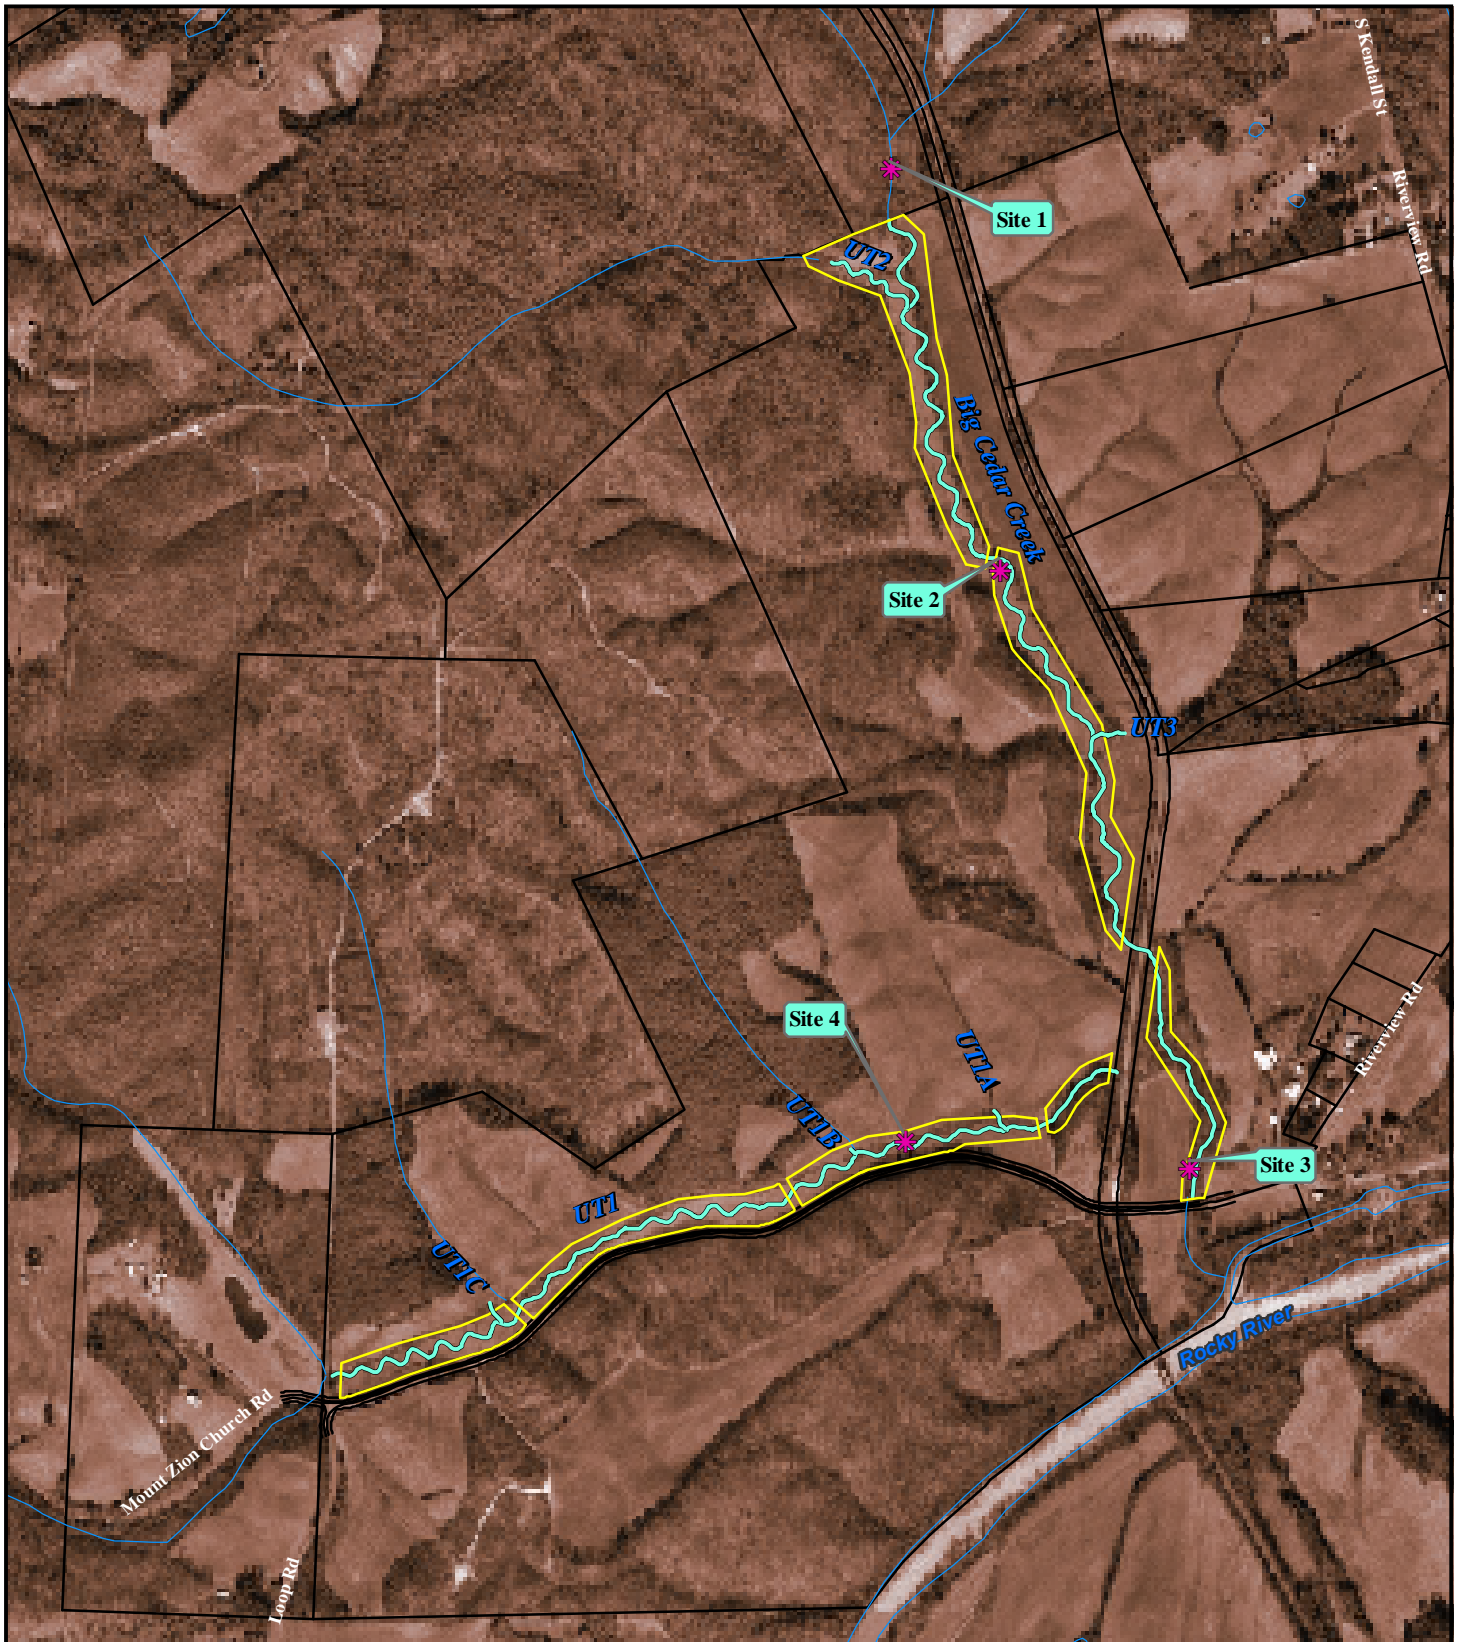 S Kendall St
Riverview Rd
Site 1
UT2
Big Cedar Creek
Site 2
UT3
Site 4
UT1A
Riverview Rd
UT1B
Site 3
UT1
UT1C
Rocky River
Mount Zion Church Rd
Loop Rd